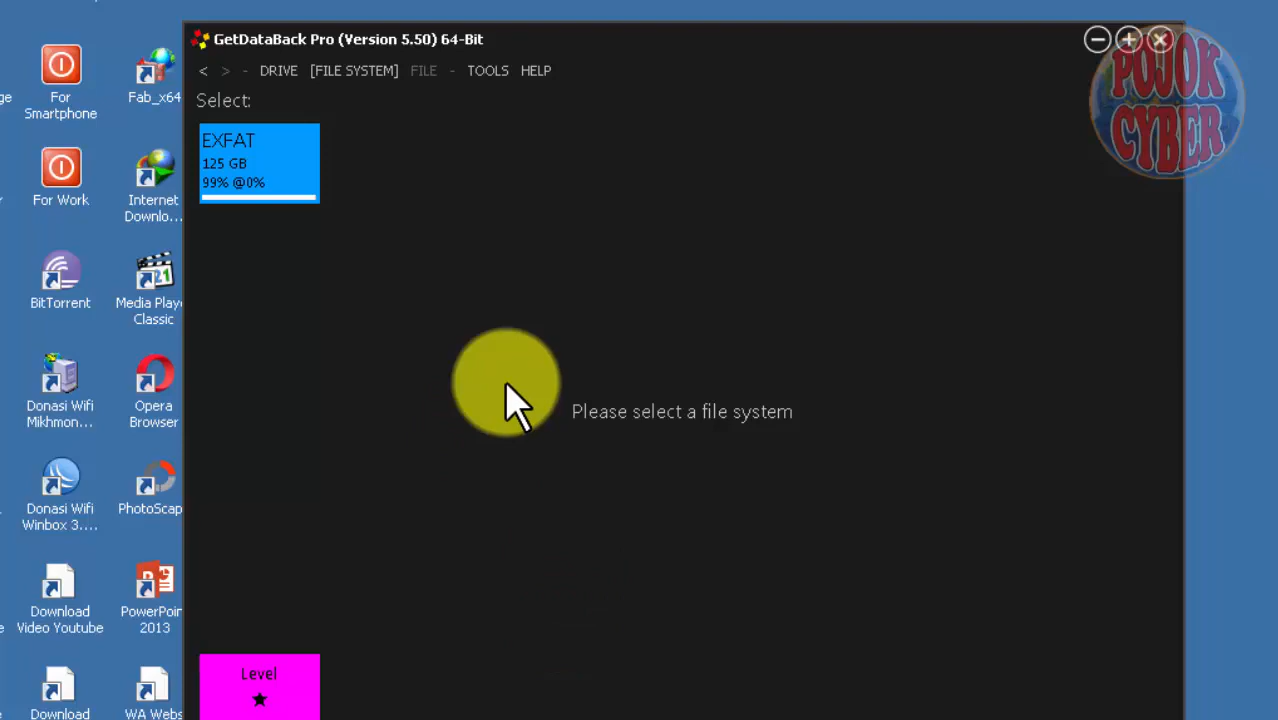 GetDataBack Pro (Version 5.50) 64-Bit
< > - DRIVE [FILE SYSTEM] FILE - TOOLS HELP
Select:
EXFAT
125 GB
99% @0%
Please select a file system
Level
POJOK
CYBER
For
Smartphone
Fab_x64
For Work
Internet
Downlo...
BitTorrent
Media Play
Classic
Donasi Wifi
Mikhmon...
Opera
Browser
Donasi Wifi
Winbox 3....
PhotoScap
Download
Video Youtube
PowerPoin
2013
Download
WA Webs